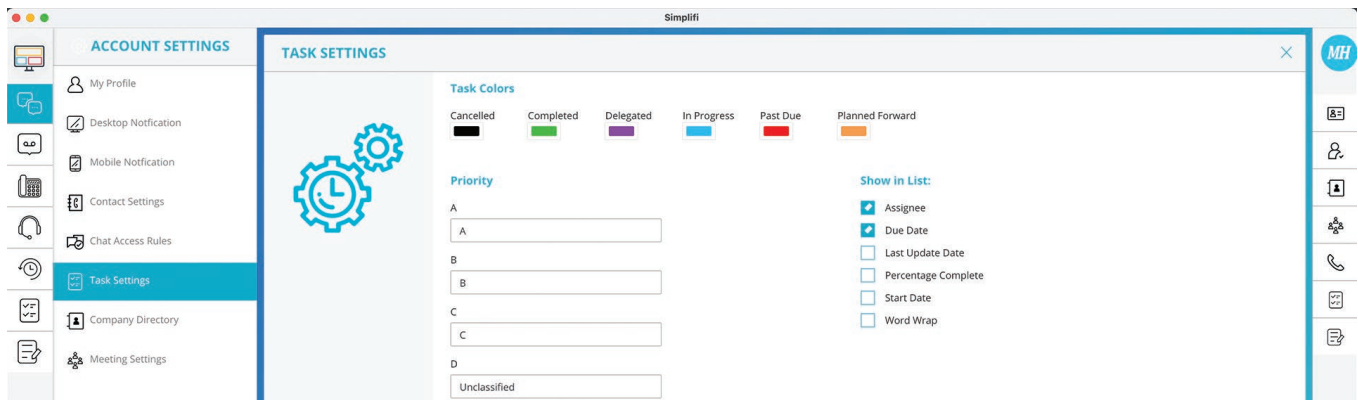 Simplifi
ACCOUNT SETTINGS
My Profile
Desktop Notfication
Mobile Notfication
Contact Settings
Chat Access Rules
Task Settings
Company Directory
Meeting Settings
TASK SETTINGS
MH
Task Colors
Cancelled Completed Delegated In Progress Past Due Planned Forward
Priority
A
A
B
B
C
C
D
Unclassified
Show in List:
Assignee
Due Date
Last Update Date
Percentage Complete
Start Date
Word Wrap